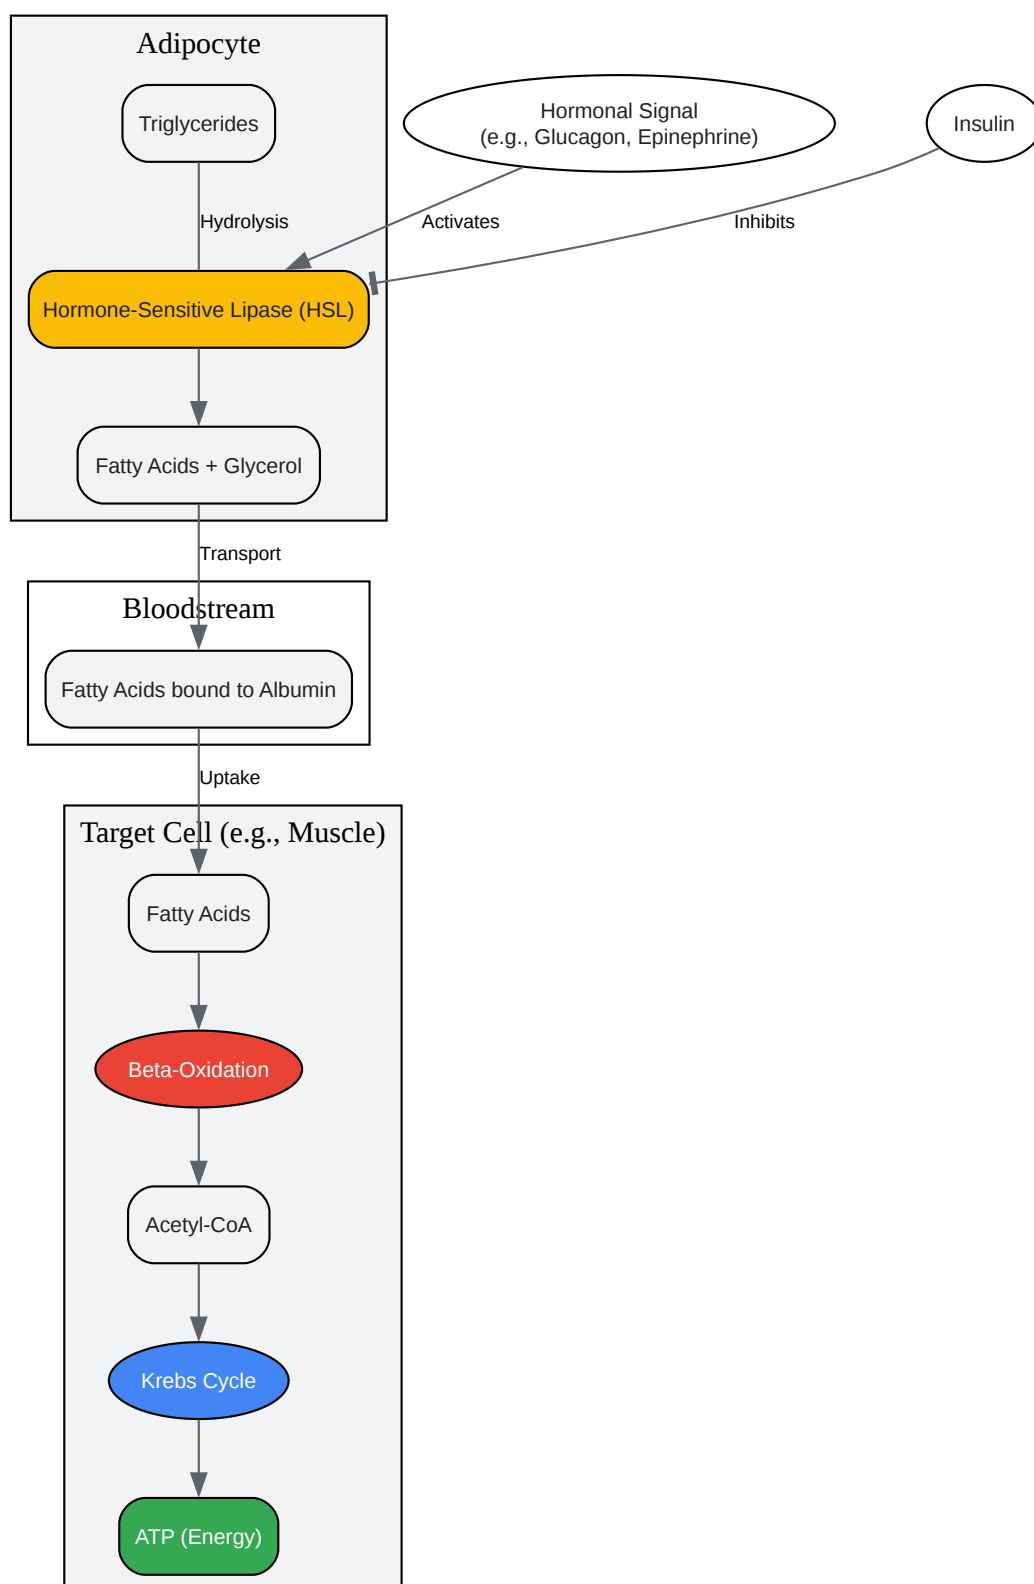 Adipocyte
Triglycerides
Hormonal Signal
(e.g., Glucagon, Epinephrine)
Insulin
Hydrolysis
Activates
Inhibits
Hormone-Sensitive Lipase (HSL)
Fatty Acids + Glycerol
Transport
Bloodstream
Fatty Acids bound to Albumin
Uptake
Target Cell (e.g., Muscle)
Fatty Acids
Beta-Oxidation
Acetyl-CoA
Krebs Cycle
ATP (Energy)